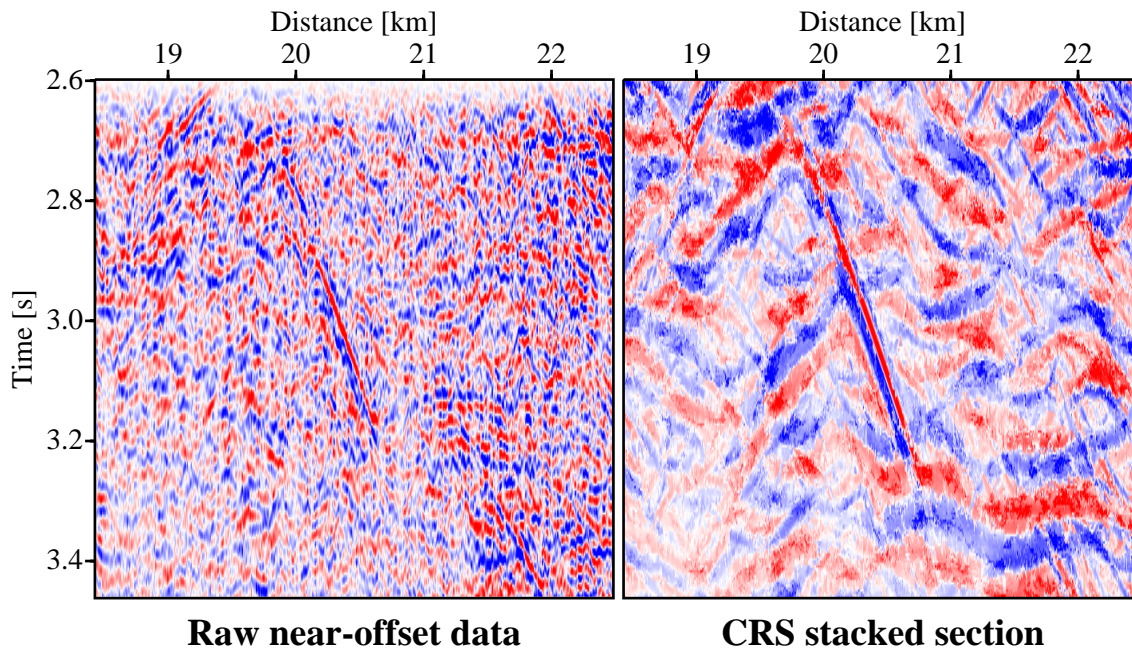 Distance [km]
19 20 21 22
Distance [km]
19 20 21 22
Time [s]
2.6
2.8
3.0
3.2
3.4
Raw near-offset data
CRS stacked section